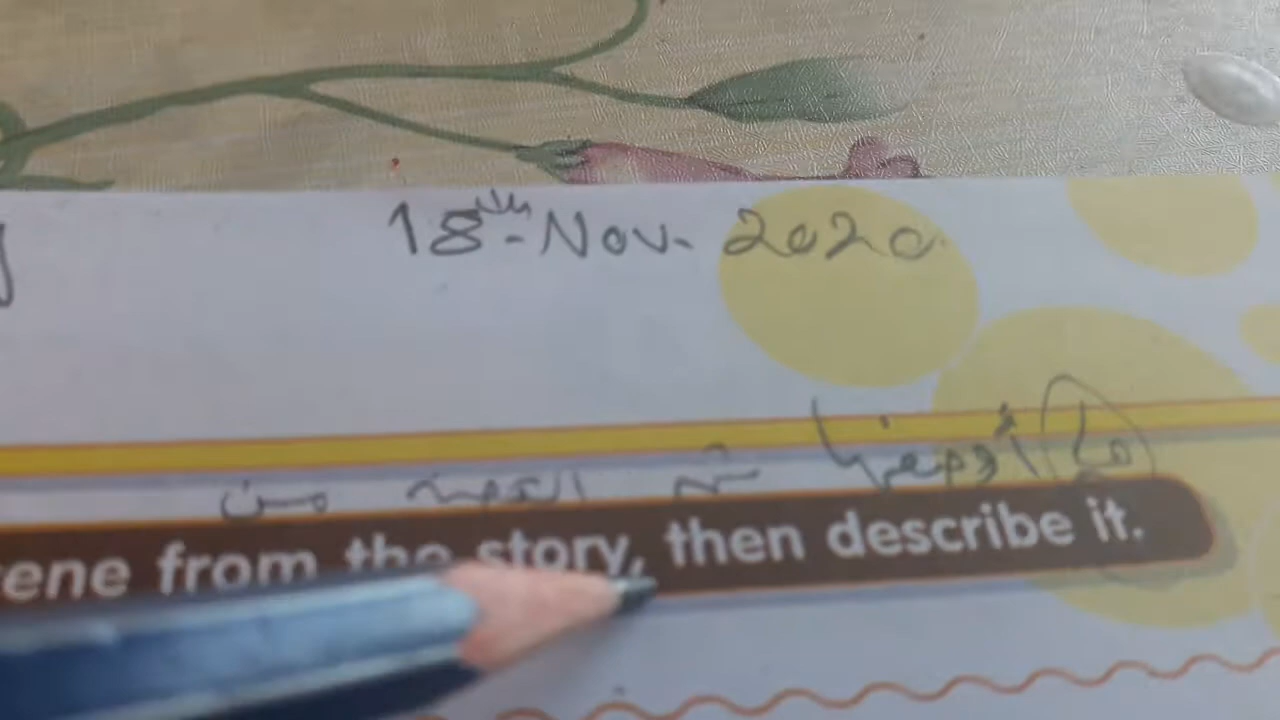 18th-Nov. 2020
من القصة ثم أوصفها
ene from the story, then describe it.